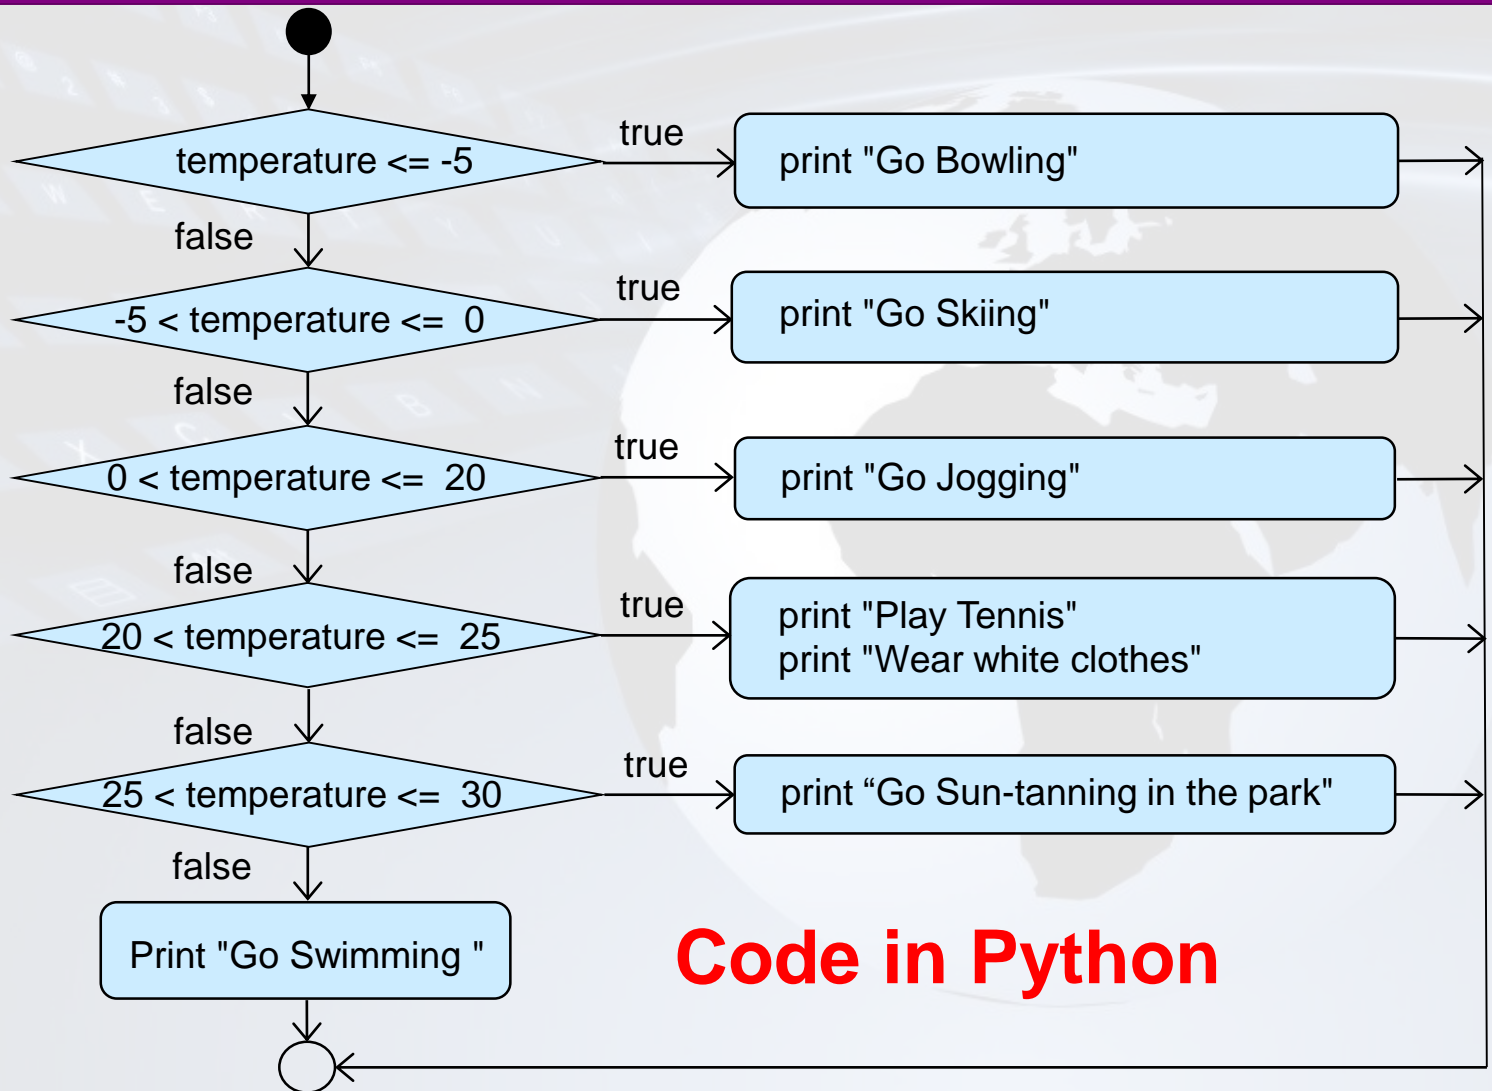 temperature <= -5
true
print "Go Bowling"
false
-5 < temperature <= 0
true
print "Go Skiing"
false
0 < temperature <= 20
true
print "Go Jogging"
false
20 < temperature <= 25
true
print "Play Tennis"
print "Wear white clothes"
false
25 < temperature <= 30
true
print “Go Sun-tanning in the park"
false
Print "Go Swimming "
Code in Python